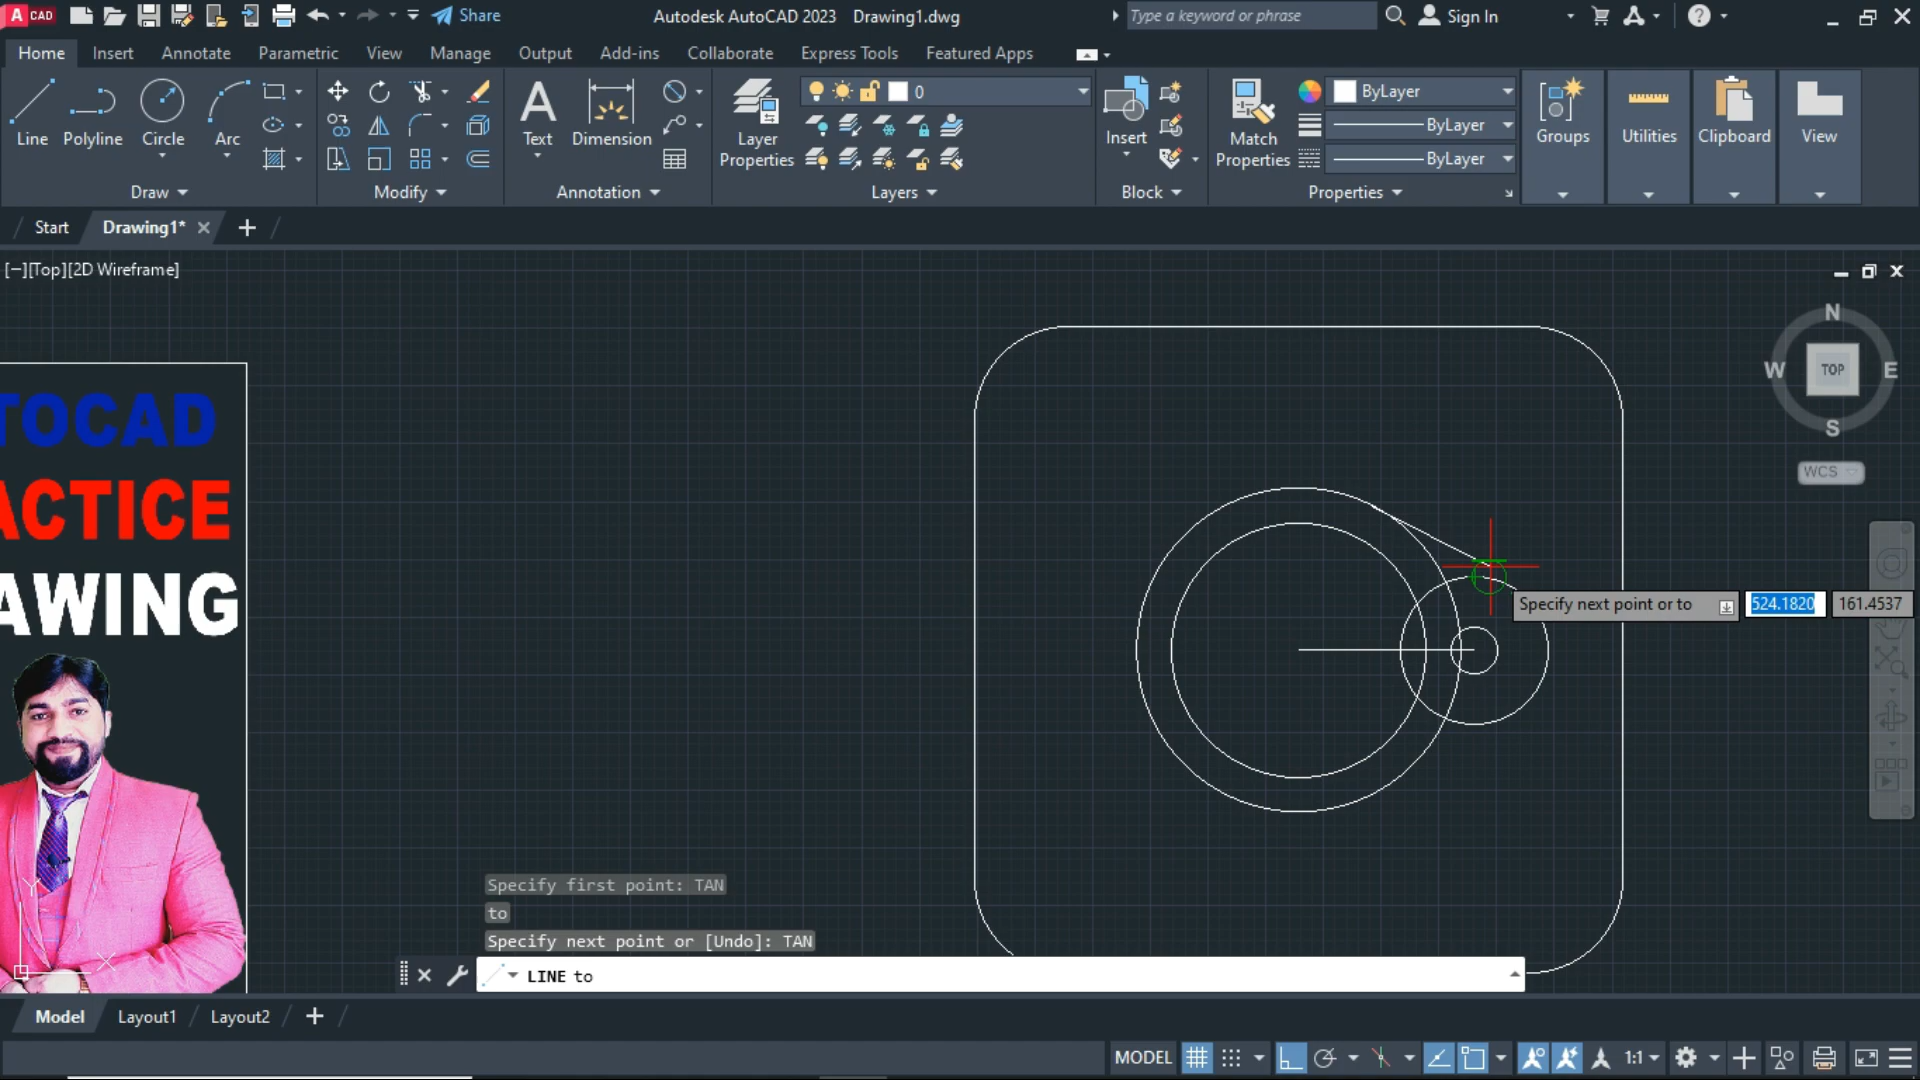 CAD
Share
Autodesk AutoCAD 2023 Drawing1.dwg
Type a keyword or phrase
Sign In
Home Insert Annotate Parametric View Manage Output Add-ins Collaborate Express Tools Featured Apps
Line Polyline Circle Arc
Text Dimension
Layer Properties
0
Insert
Match Properties
ByLayer
ByLayer
ByLayer
Groups Utilities Clipboard View
Draw Modify Annotation Layers Block Properties
Start Drawing1*
[−][Top][2D Wireframe]
N
W TOP E
S
WCS
TOCAD
ACTICE
AWING
Specify next point or to 524.1820 161.4537
Y
X
Specify first point: TAN
to
Specify next point or [Undo]: TAN
LINE to
Model Layout1 Layout2
MODEL 1:1